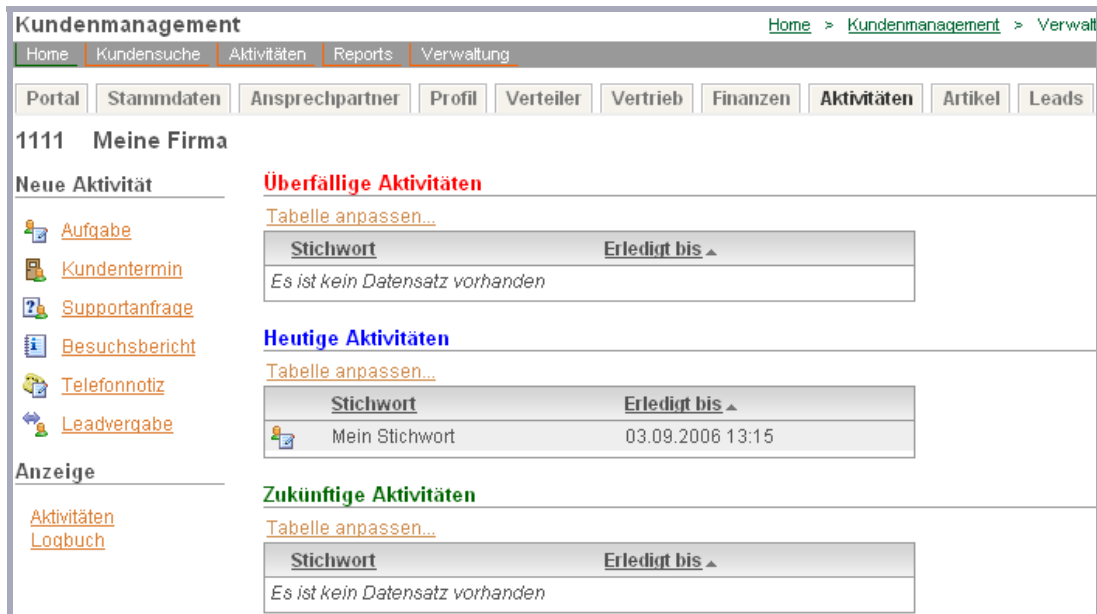 Kundenmanagement
Home > Kundenmanagement > Verwalt
Home Kundensuche Aktivitäten Reports Verwaltung
Portal Stammdaten Ansprechpartner Profil Verteiler Vertrieb Finanzen Aktivitäten Artikel Leads
1111 Meine Firma
Neue Aktivität
Aufgabe
Kundentermin
Supportanfrage
Besuchsbericht
Telefonnotiz
Leadvergabe
Anzeige
Aktivitäten
Logbuch
Überfällige Aktivitäten
Tabelle anpassen...
Stichwort Erledigt bis
Es ist kein Datensatz vorhanden
Heutige Aktivitäten
Tabelle anpassen...
Stichwort Erledigt bis
Mein Stichwort 03.09.2006 13:15
Zukünftige Aktivitäten
Tabelle anpassen...
Stichwort Erledigt bis
Es ist kein Datensatz vorhanden